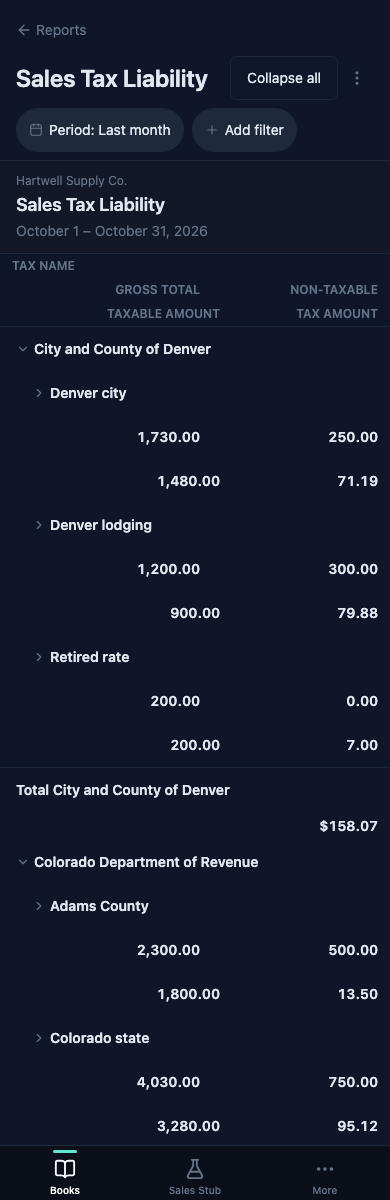 Reports
Sales Tax Liability
Collapse all
Period: Last month
Add filter
Hartwell Supply Co.
Sales Tax Liability
October 1 – October 31, 2026
TAX NAME
GROSS TOTAL NON-TAXABLE
TAXABLE AMOUNT TAX AMOUNT
City and County of Denver
Denver city
1,730.00 250.00
1,480.00 71.19
Denver lodging
1,200.00 300.00
900.00 79.88
Retired rate
200.00 0.00
200.00 7.00
Total City and County of Denver
$158.07
Colorado Department of Revenue
Adams County
2,300.00 500.00
1,800.00 13.50
Colorado state
4,030.00 750.00
3,280.00 95.12
Books Sales Stub More